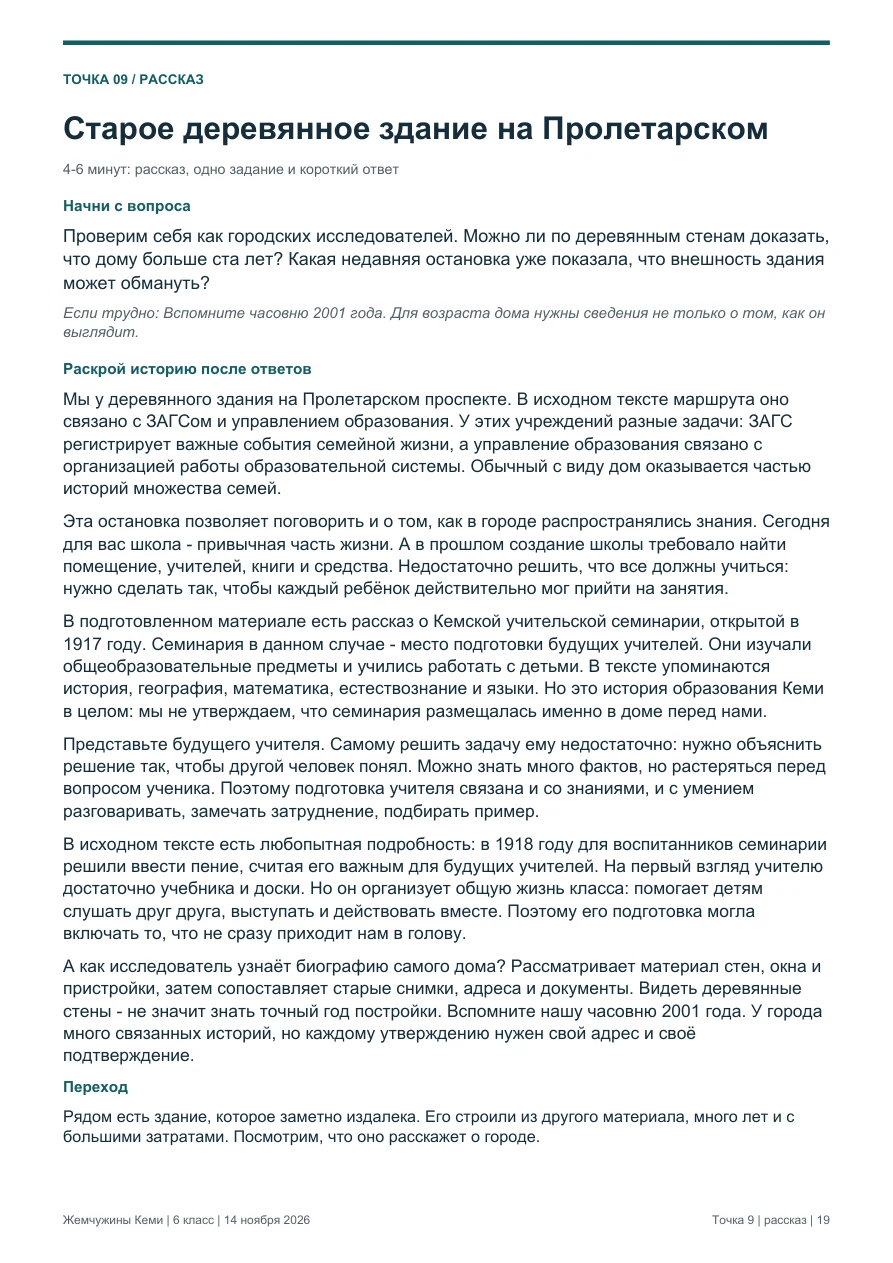 ТОЧКА 09 / РАССКАЗ
Старое деревянное здание на Пролетарском
4-6 минут: рассказ, одно задание и короткий ответ
Начни с вопроса
Проверим себя как городских исследователей. Можно ли по деревянным стенам доказать,
что дому больше ста лет? Какая недавняя остановка уже показала, что внешность здания
может обмануть?
Если трудно: Вспомните часовню 2001 года. Для возраста дома нужны сведения не только о том, как он
выглядит.
Раскрой историю после ответов
Мы у деревянного здания на Пролетарском проспекте. В исходном тексте маршрута оно
связано с ЗАГСом и управлением образования. У этих учреждений разные задачи: ЗАГС
регистрирует важные события семейной жизни, а управление образования связано с
организацией работы образовательной системы. Обычный с виду дом оказывается частью
историй множества семей.
Эта остановка позволяет поговорить и о том, как в городе распространялись знания. Сегодня
для вас школа - привычная часть жизни. А в прошлом создание школы требовало найти
помещение, учителей, книги и средства. Недостаточно решить, что все должны учиться:
нужно сделать так, чтобы каждый ребёнок действительно мог прийти на занятия.
В подготовленном материале есть рассказ о Кемской учительской семинарии, открытой в
1917 году. Семинария в данном случае - место подготовки будущих учителей. Они изучали
общеобразовательные предметы и учились работать с детьми. В тексте упоминаются
история, география, математика, естествознание и языки. Но это история образования Кеми
в целом: мы не утверждаем, что семинария размещалась именно в доме перед нами.
Представьте будущего учителя. Самому решить задачу ему недостаточно: нужно объяснить
решение так, чтобы другой человек понял. Можно знать много фактов, но растеряться перед
вопросом ученика. Поэтому подготовка учителя связана и со знаниями, и с умением
разговаривать, замечать затруднение, подбирать пример.
В исходном тексте есть любопытная подробность: в 1918 году для воспитанников семинарии
решили ввести пение, считая его важным для будущих учителей. На первый взгляд учителю
достаточно учебника и доски. Но он организует общую жизнь класса: помогает детям
слушать друг друга, выступать и действовать вместе. Поэтому его подготовка могла
включать то, что не сразу приходит нам в голову.
А как исследователь узнаёт биографию самого дома? Рассматривает материал стен, окна и
пристройки, затем сопоставляет старые снимки, адреса и документы. Видеть деревянные
стены - не значит знать точный год постройки. Вспомните нашу часовню 2001 года. У города
много связанных историй, но каждому утверждению нужен свой адрес и своё
подтверждение.
Переход
Рядом есть здание, которое заметно издалека. Его строили из другого материала, много лет и с
большими затратами. Посмотрим, что оно расскажет о городе.
Жемчужины Кеми | 6 класс | 14 ноября 2026
Точка 9 | рассказ | 19